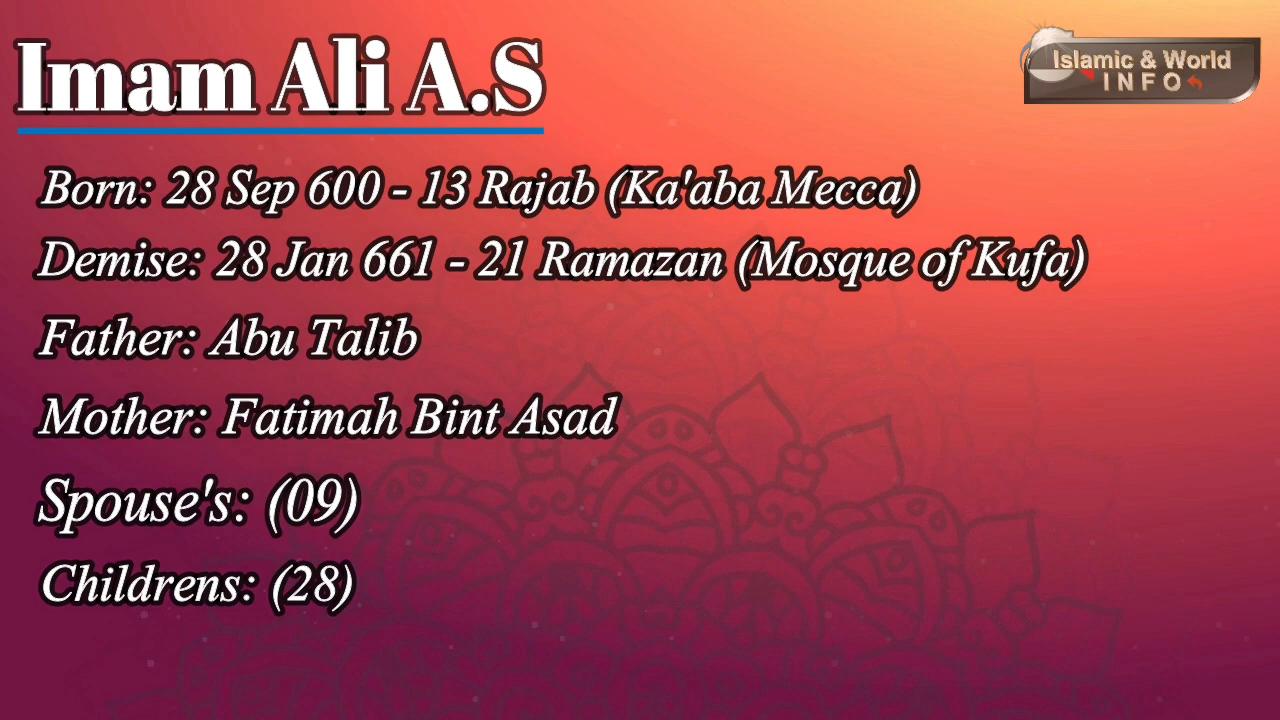 Imam Ali A.S
Islamic & World
INFO
Born: 28 Sep 600 - 13 Rajab (Ka'aba Mecca)
Demise: 28 Jan 661 - 21 Ramazan (Mosque of Kufa)
Father: Abu Talib
Mother: Fatimah Bint Asad
Spouse's: (09)
Childrens: (28)